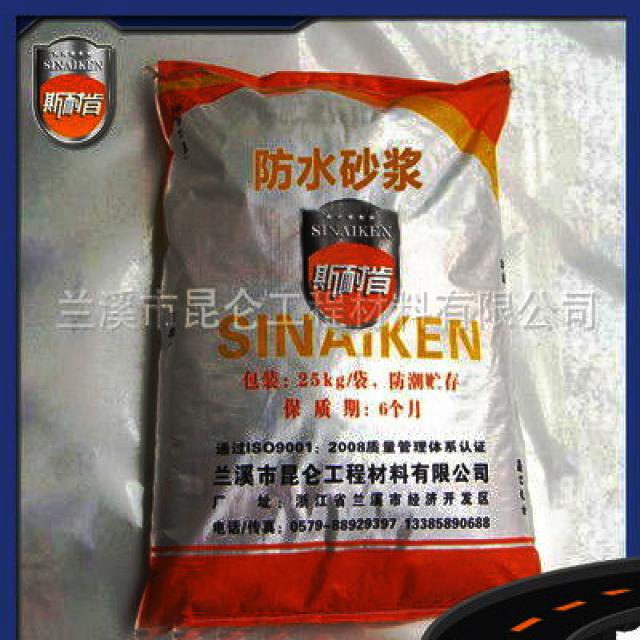 SINAIKEN
斯耐肯
防水砂浆
SINAIKEN
斯耐肯
兰溪市昆仑工程材料有限公司
SINAIKEN
包装：25kg/袋，防潮贮存
保质期：6个月
通过ISO9001：2008质量管理体系认证
兰溪市昆仑工程材料有限公司
厂址：浙江省兰溪市经济开发区
电话/传真：0579-88929397 13385890688